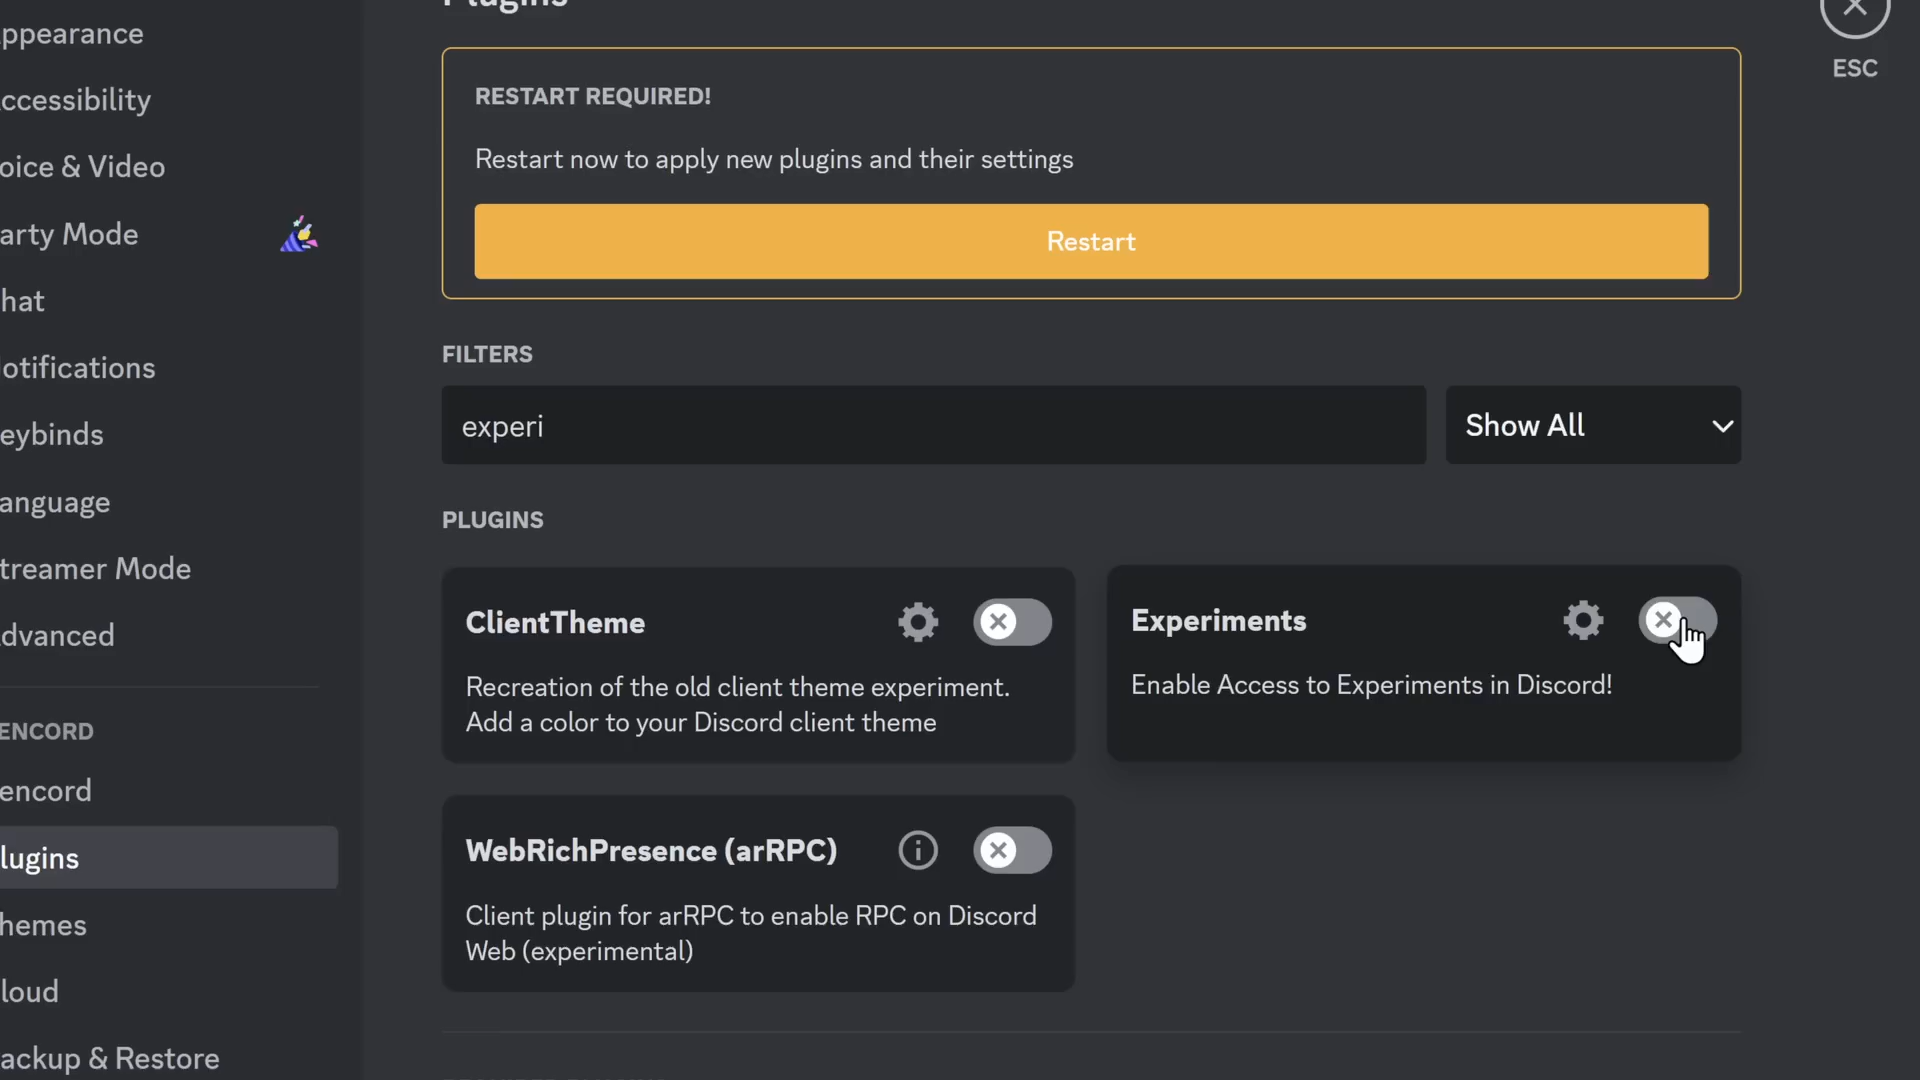 Plugins
ESC
RESTART REQUIRED!
Restart now to apply new plugins and their settings
Restart
FILTERS
experi
Show All
PLUGINS
ClientTheme
Recreation of the old client theme experiment.
Add a color to your Discord client theme
Experiments
Enable Access to Experiments in Discord!
WebRichPresence (arRPC)
Client plugin for arRPC to enable RPC on Discord
Web (experimental)
ppearance
ccessibility
oice & Video
arty Mode
hat
otifications
eybinds
anguage
treamer Mode
dvanced
ENCORD
encord
lugins
hemes
loud
ackup & Restore